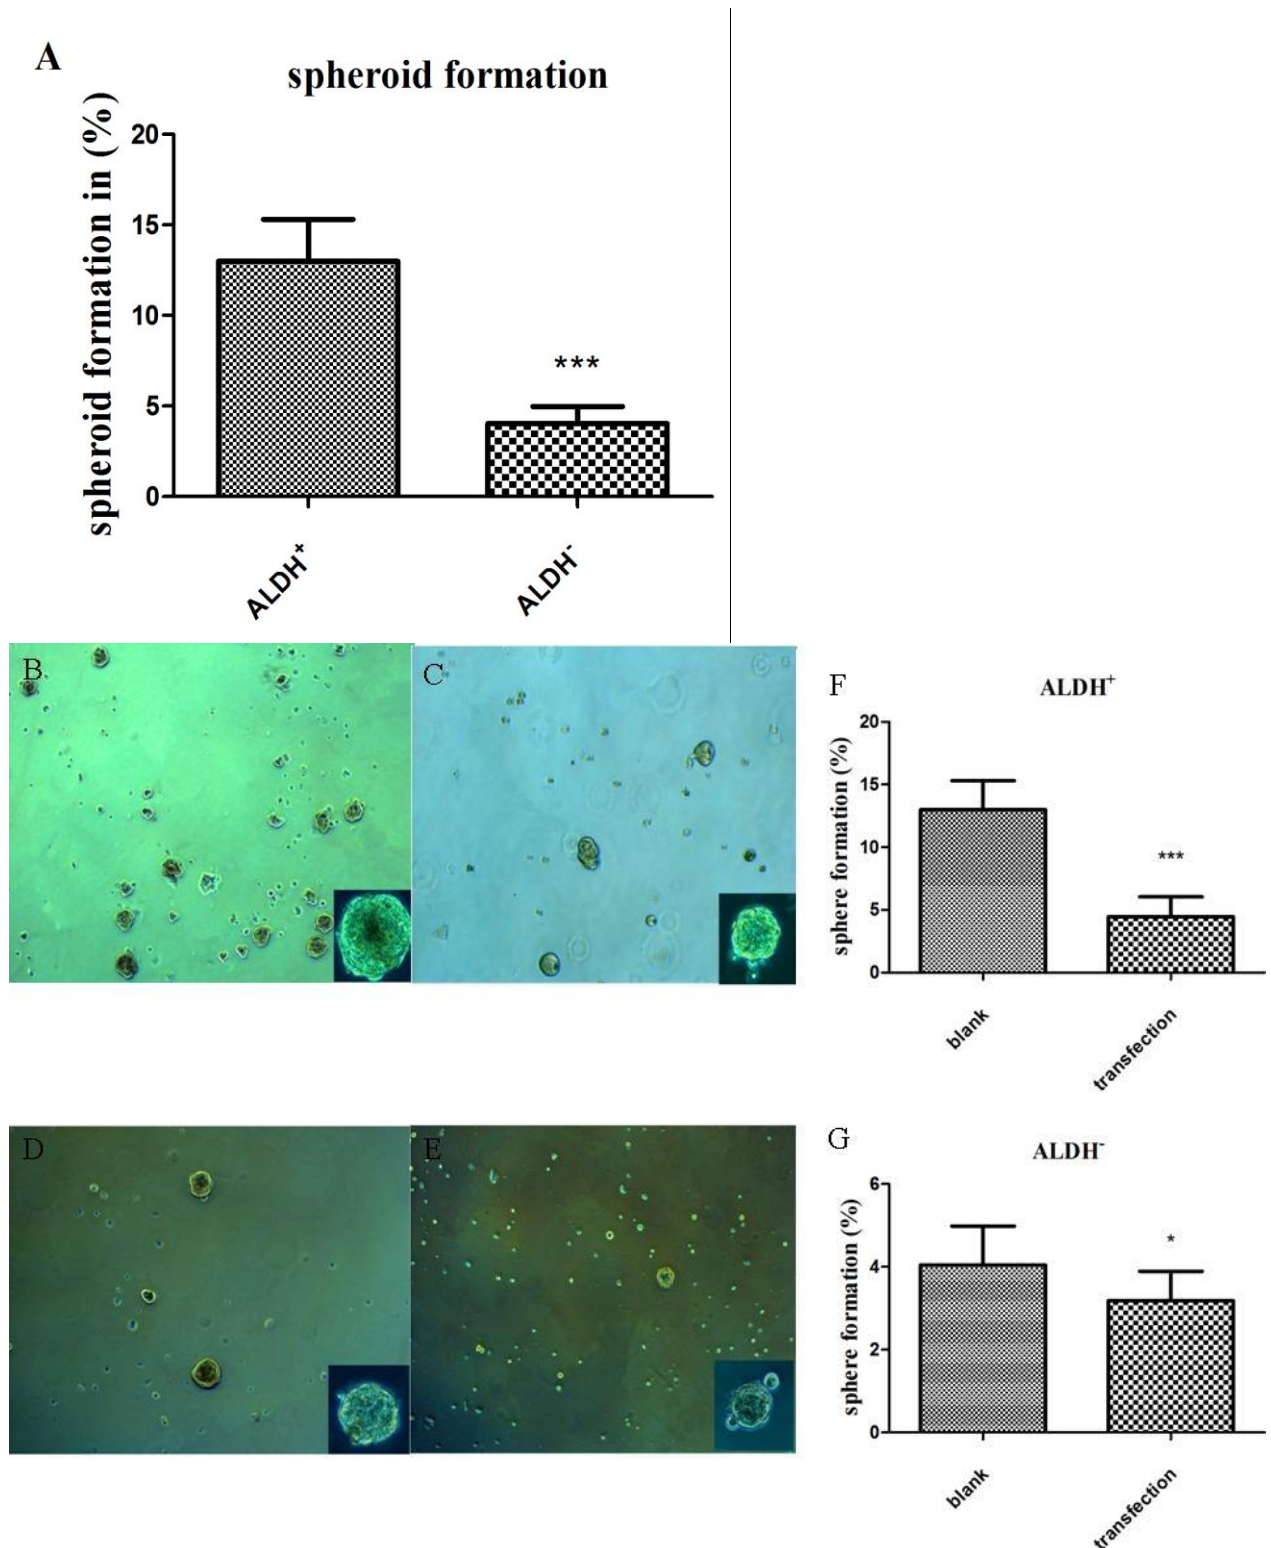 A
spheroid formation
spheroid formation in (%)
20
15
10
5
0
***
ALDH+
ALDH-
B
C
F
ALDH+
sphere formation (%)
20
15
10
5
0
***
blank
transfection
D
E
G
ALDH-
sphere formation (%)
6
4
2
0
*
blank
transfection